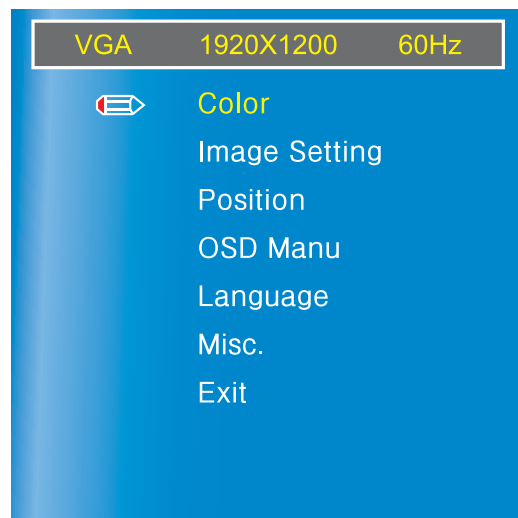 VGA 1920X1200 60Hz
Color
Image Setting
Position
OSD Manu
Language
Misc.
Exit